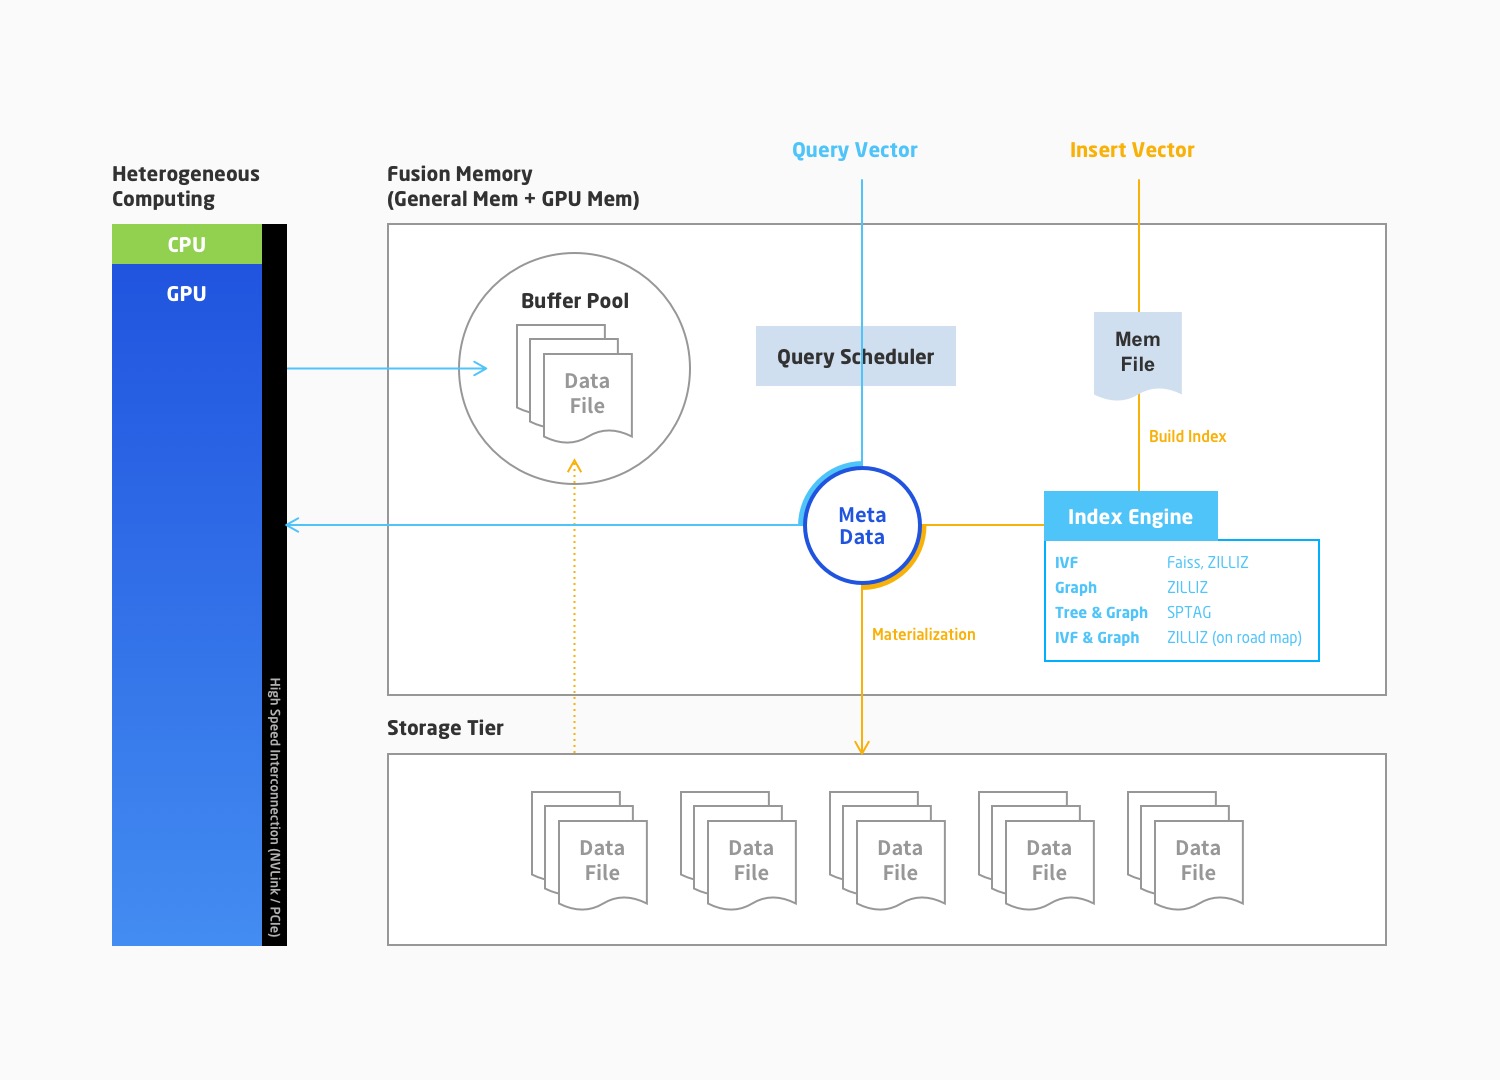 Query Vector
Insert Vector
Heterogeneous
Computing
CPU
GPU
High Speed Interconnection (NVLink / PCIe)
Fusion Memory
(General Mem + GPU Mem)
Buffer Pool
Data
File
Query Scheduler
Mem
File
Build Index
Meta
Data
Index Engine
IVF Faiss, ZILLIZ
Graph ZILLIZ
Tree & Graph SPTAG
IVF & Graph ZILLIZ (on road map)
Materialization
Storage Tier
Data
File
Data
File
Data
File
Data
File
Data
File